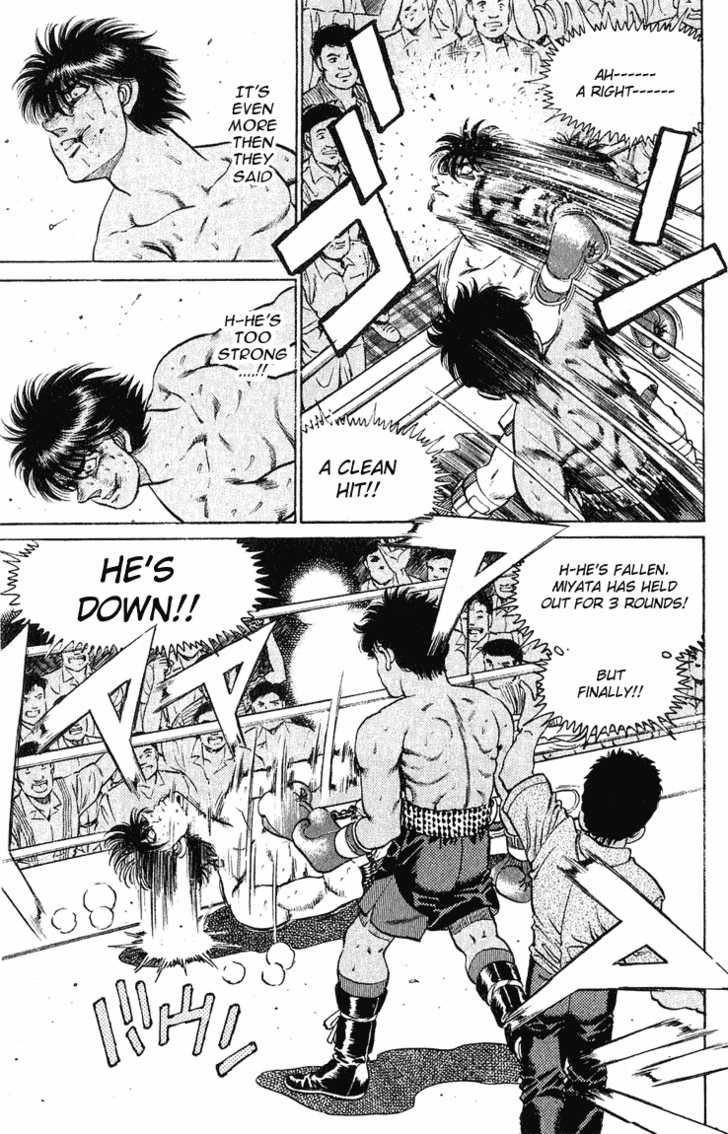 AH------
A RIGHT------
A CLEAN
HIT!!
IT'S
EVEN
MORE
THEN
THEY
SAID
H-HE'S
TOO
STRONG
....!!
H-HE'S FALLEN.
MIYATA HAS HELD
OUT FOR 3 ROUNDS!
BUT
FINALLY!!
HE'S
DOWN!!